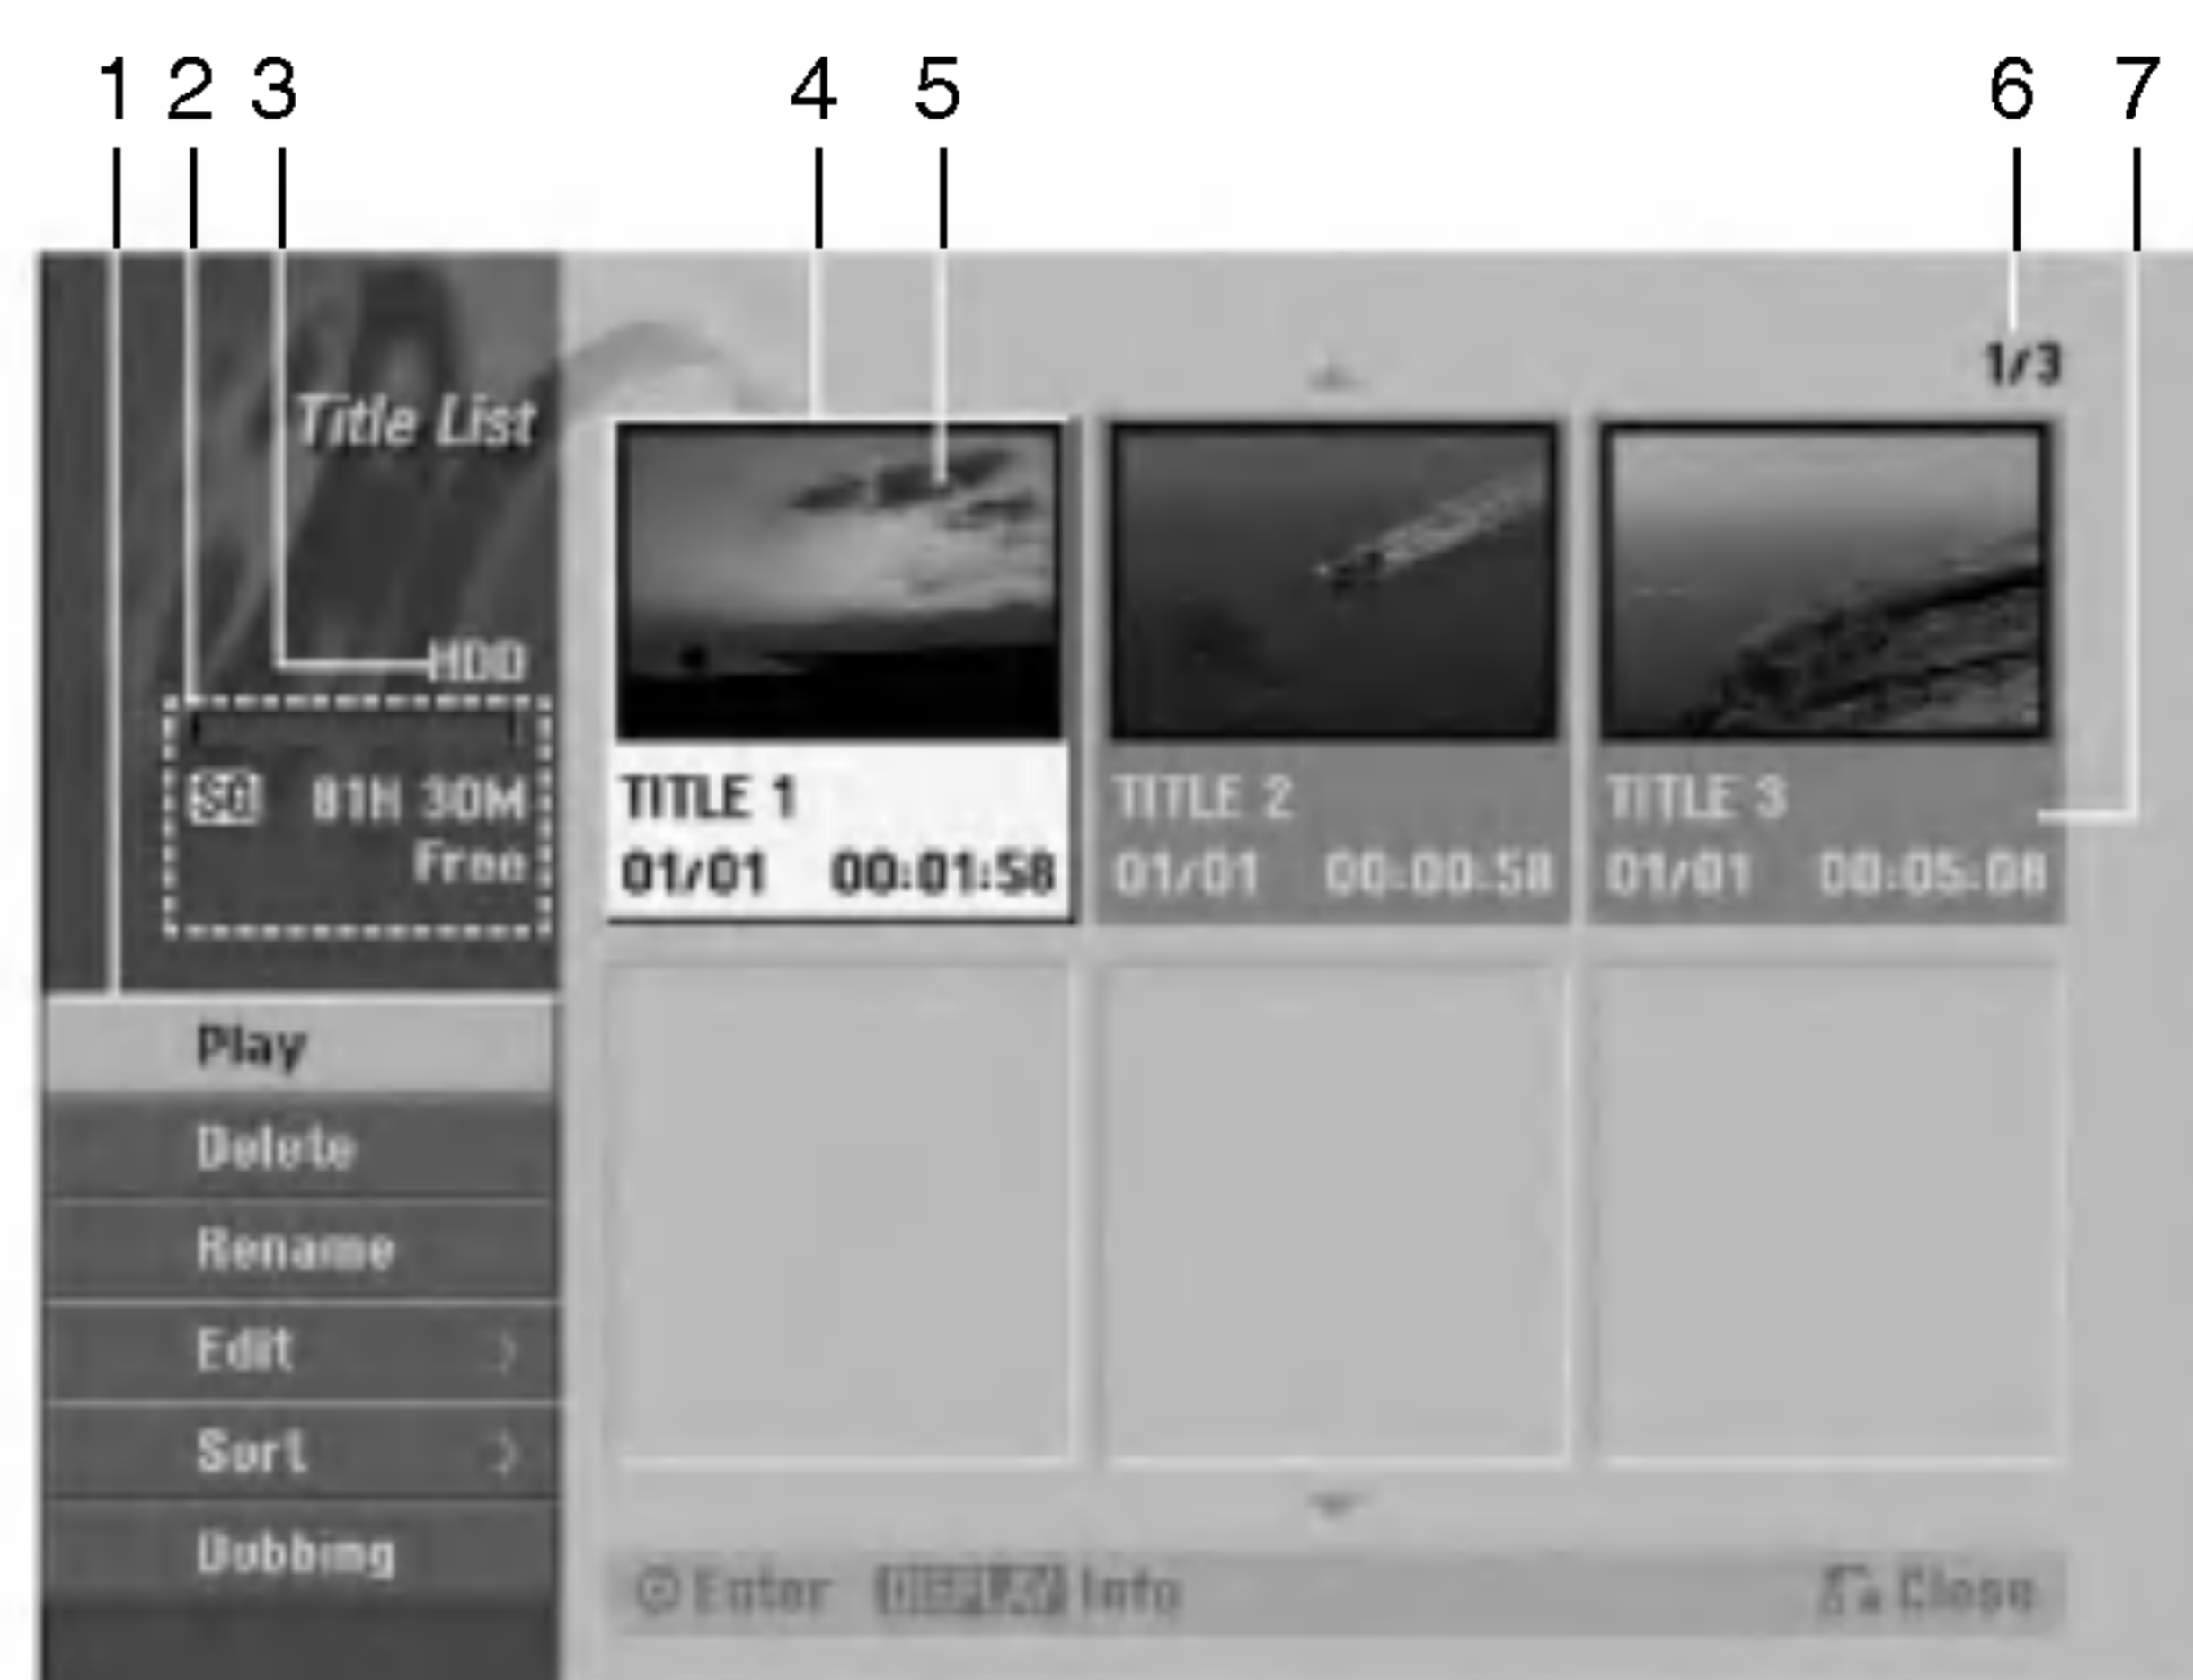 1 2 3 4 5 6 7
1/3
Title List
HDD
SQ 81H 30M
Free
TITLE 1
01/01 00:01:58
TITLE 2
01/01 00:00:58
TITLE 3
01/01 00:05:08
Play
Delete
Rename
Edit
Sort
Dubbing
Enter
Info
Close